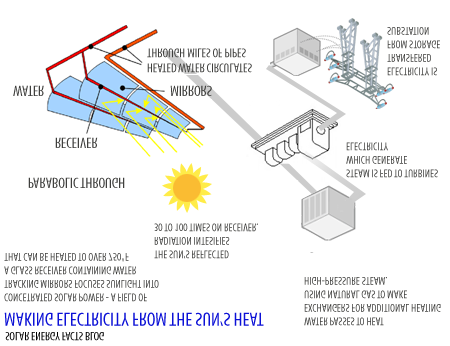 SOLAR ENERGY FACTS BLOG
MAKING ELECTRICITY FROM THE SUN'S HEAT
CONCETRATED SOLAR POWER - A FIELD OF
TRACKING MIRRORS FOCUSES SUNLIGHT INTO
A GLASS RECEIVER CONTAINING WATER
THAT CAN BE HEATED TO OVER 750°F
WATER PASSES TO HEAT
EXCHANGERS FOR ADDITIONAL HEATING
USING NATURAL GAS TO MAKE
HIGH-PRESSURE STEAM.
THE SUN'S REFLECTED
RADIATION INTESIFIES
30 TO 100 TIMES ON RECEIVER.
PARABOLIC THROUGH
STEAM IS FED TO TURBINES
WHICH GENERATE
ELECTRICITY
RECEIVER
WATER
MIRRORS
HEATED WATER CIRCULATES
THROUGH MILES OF PIPES
ELECTRICITY IS
TRANSFERED
FROM STORAGE
SUBSTATION